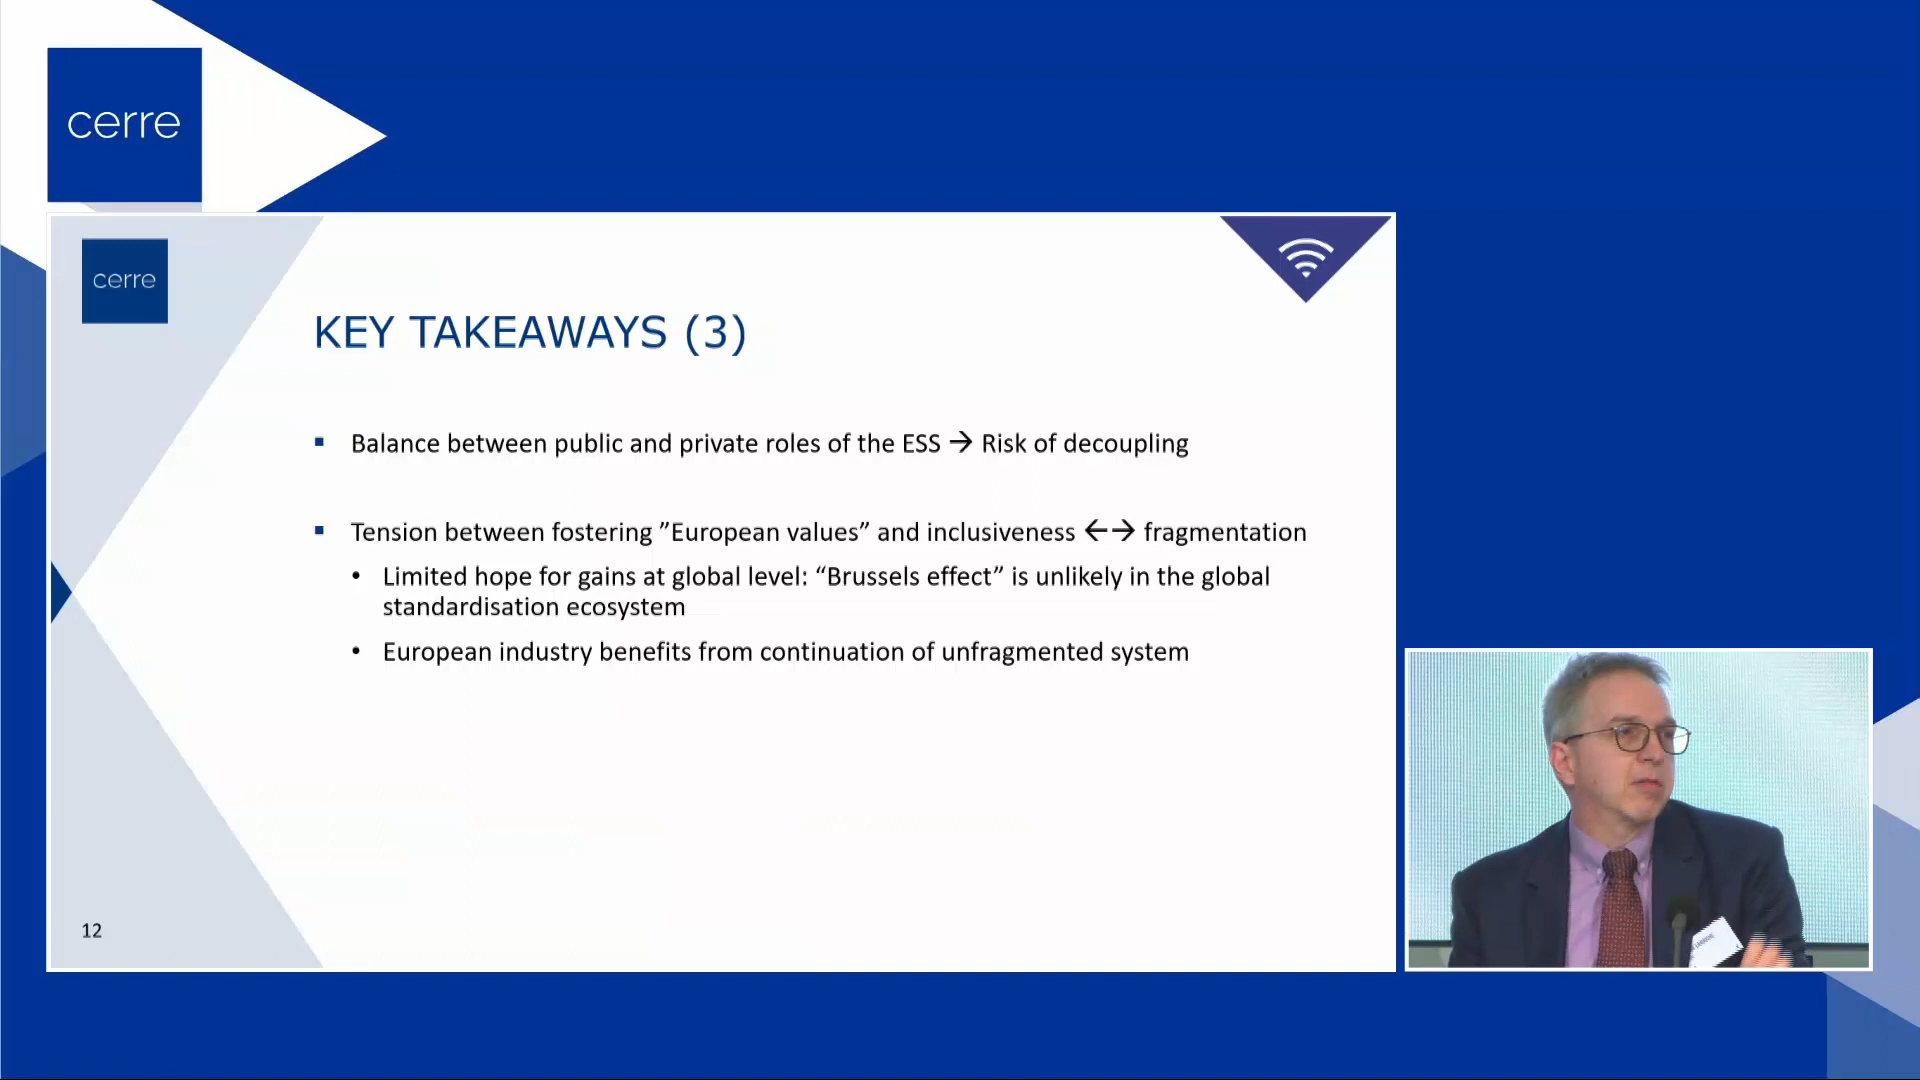 cerre
cerre
KEY TAKEAWAYS (3)
▪ Balance between public and private roles of the ESS → Risk of decoupling
▪ Tension between fostering ”European values” and inclusiveness ←→ fragmentation
• Limited hope for gains at global level: “Brussels effect” is unlikely in the global
standardisation ecosystem
• European industry benefits from continuation of unfragmented system
12